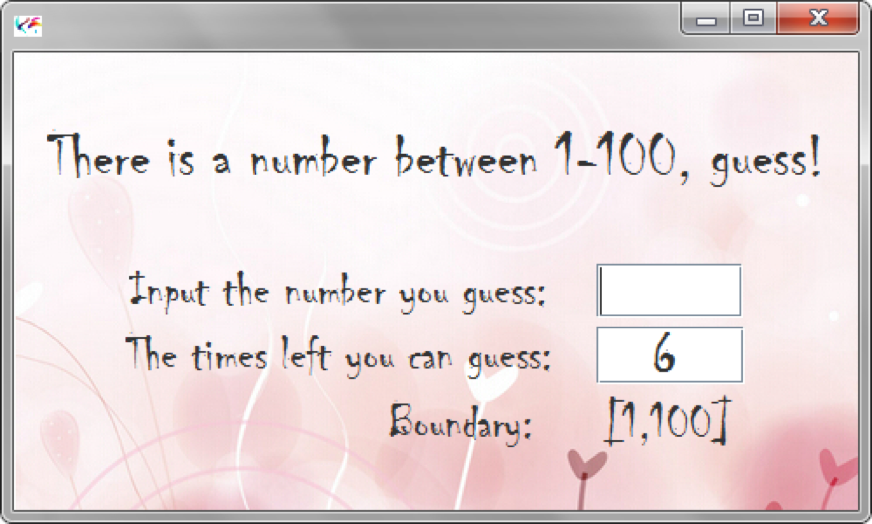 There is a number between 1-100, guess!
Input the number you guess:
The times left you can guess: 6
Boundary: [1,100]